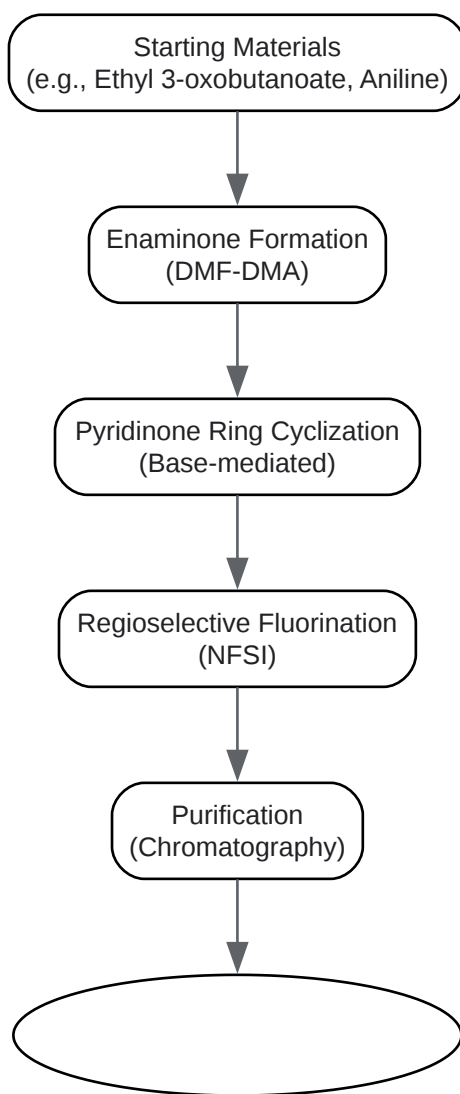 Starting Materials
(e.g., Ethyl 3-oxobutanoate, Aniline)
Enaminone Formation
(DMF-DMA)
Pyridinone Ring Cyclization
(Base-mediated)
Regioselective Fluorination
(NFSI)
Purification
(Chromatography)